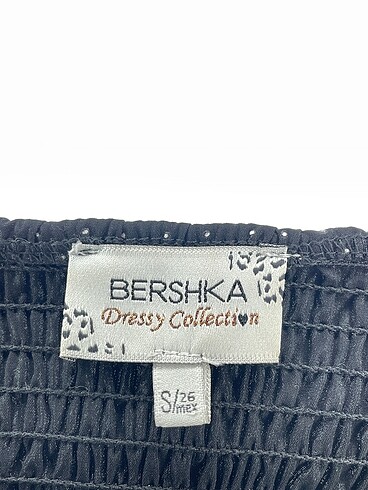 BERSHKA
Dressy Collection
S/26
mex